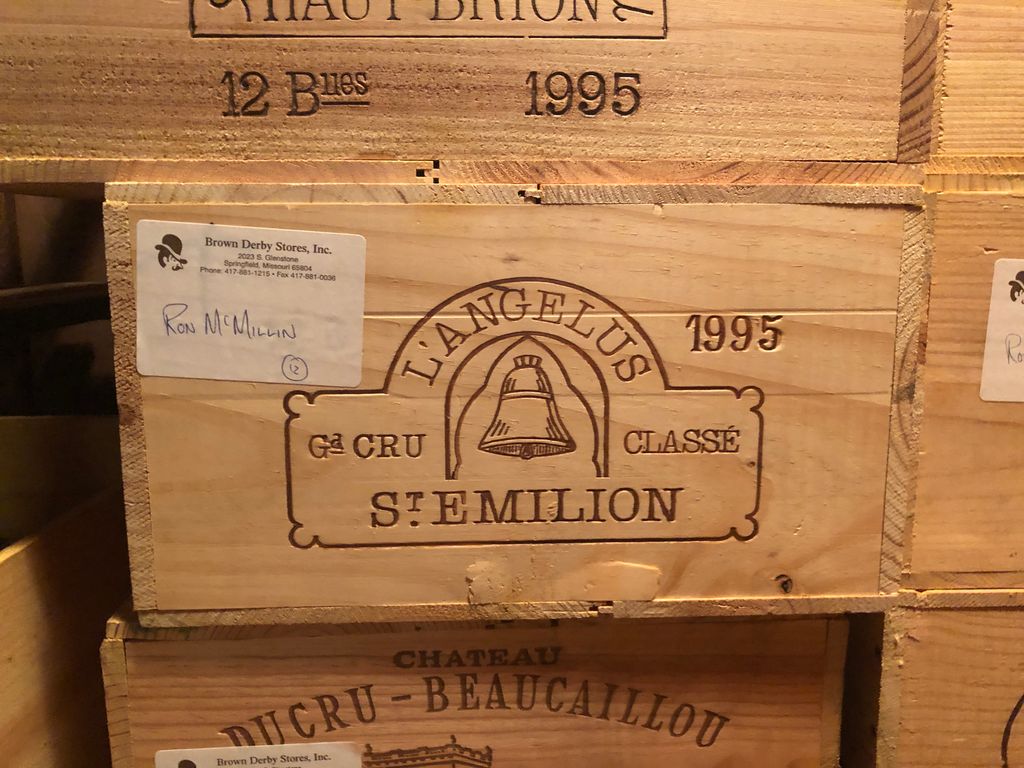 HAUT-BRION
12 Blles 1995
Brown Derby Stores, Inc.
2023 S. Glenstone
Springfield, Missouri 65804
Phone: 417-881-1215 • Fax 417-881-0036
Ron McMillin
12
L'ANGELUS
1995
Gd CRU CLASSÉ
ST. EMILION
Ro
CHATEAU
DUCRU-BEAUCAILLOU
Brown Derby Stores, Inc.